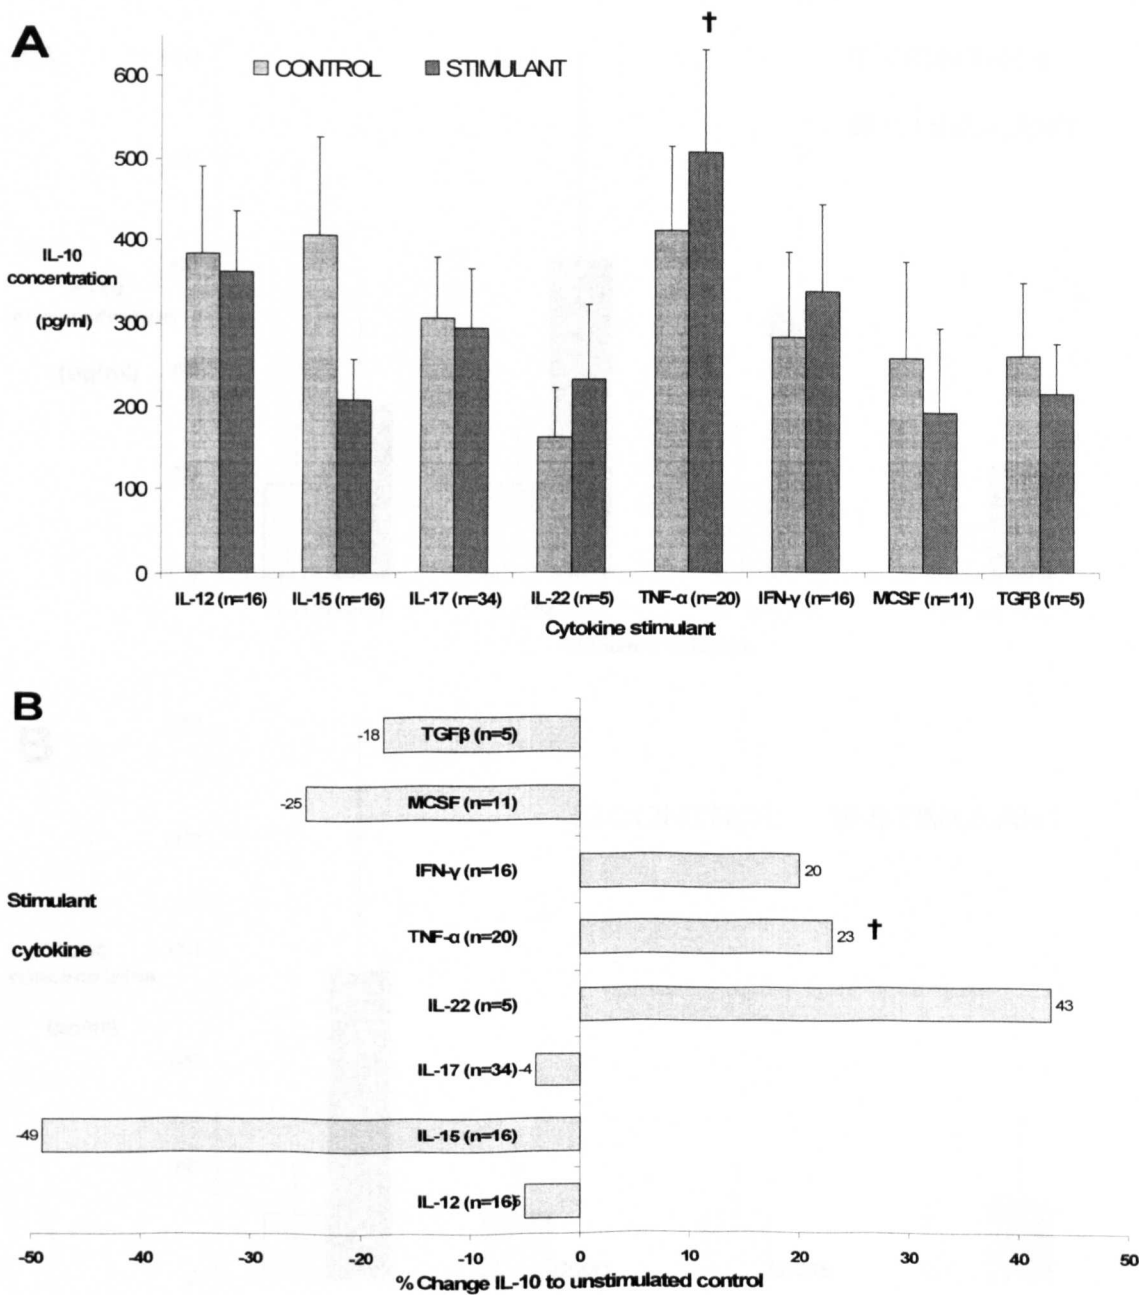 A
†
CONTROL STIMULANT
600
500
400
300
200
100
0
IL-10
concentration
(pg/ml)
IL-12 (n=16) IL-15 (n=16) IL-17 (n=34) IL-22 (n=5) TNF-α (n=20) IFN-γ (n=16) MCSF (n=11) TGFβ (n=5)
Cytokine stimulant
B
-18 TGFβ (n=5)
-25 MCSF (n=11)
IFN-γ (n=16) 20
Stimulant
cytokine
TNF-α (n=20) 23 †
IL-22 (n=5) 43
IL-17 (n=34) -4
-49 IL-15 (n=16)
IL-12 (n=16)
-50 -40 -30 -20 -10 0 10 20 30 40 50
% Change IL-10 to unstimulated control